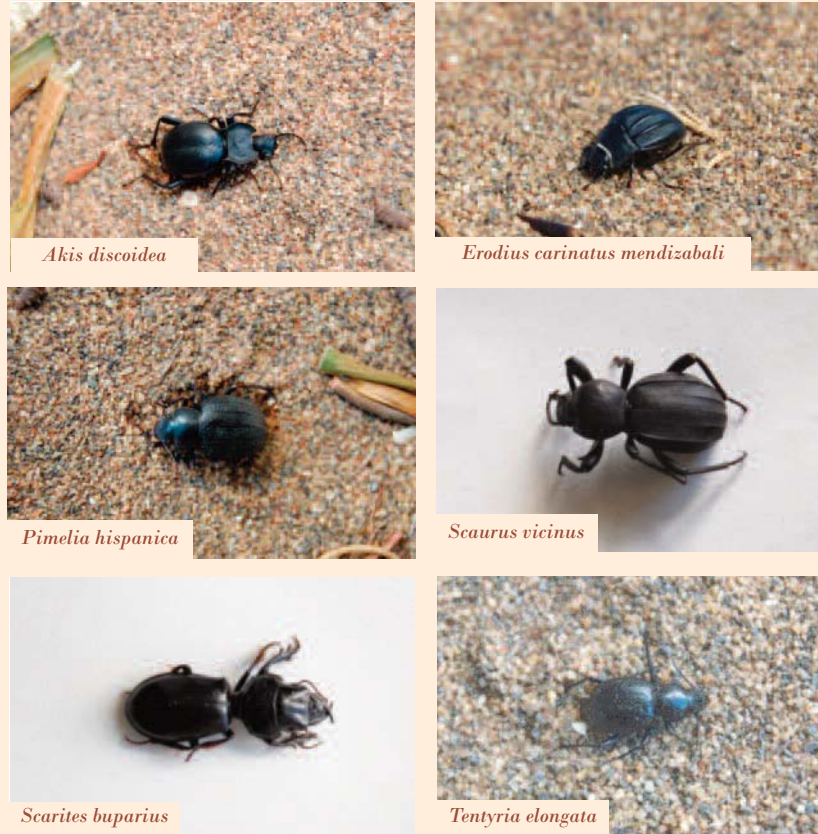 Akis discoidea
Erodius carinatus mendizabali
Pimelia hispanica
Scaurus vicinus
Scarites buparius
Tentyria elongata